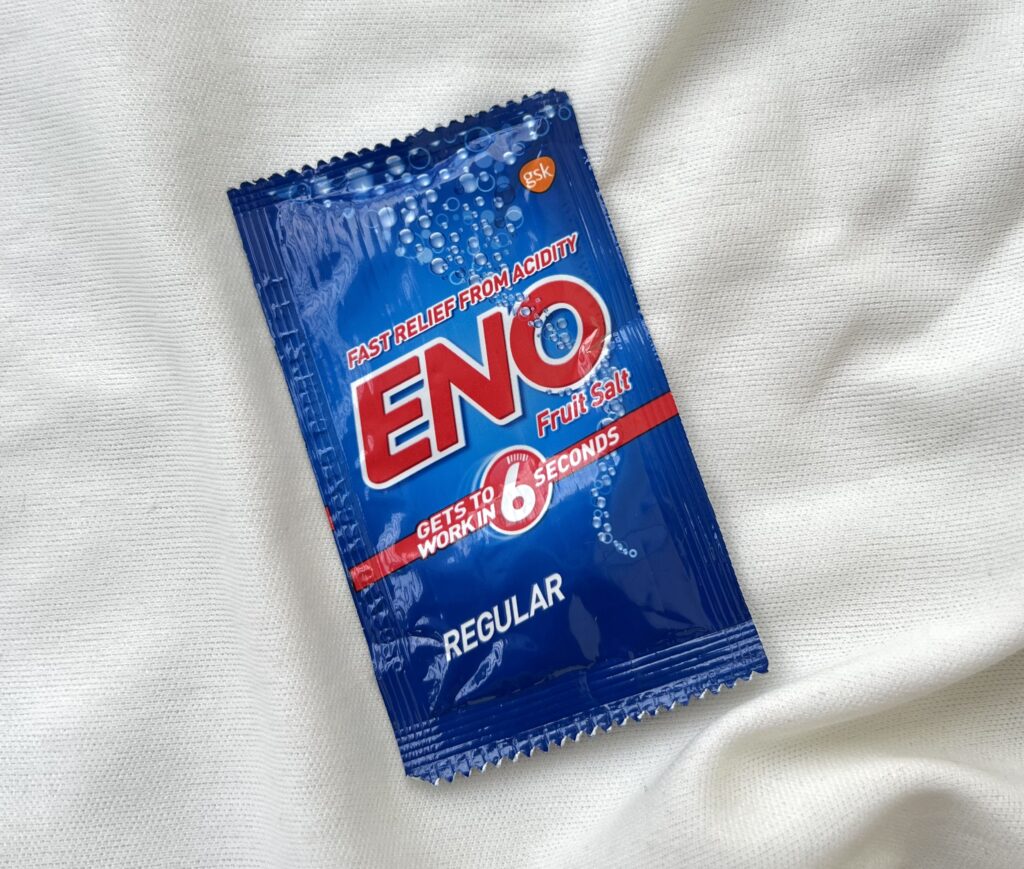 gsk
FAST RELIEF FROM ACIDITY
ENO
Fruit Salt
GETS TO
WORK IN
6
SECONDS
REGULAR